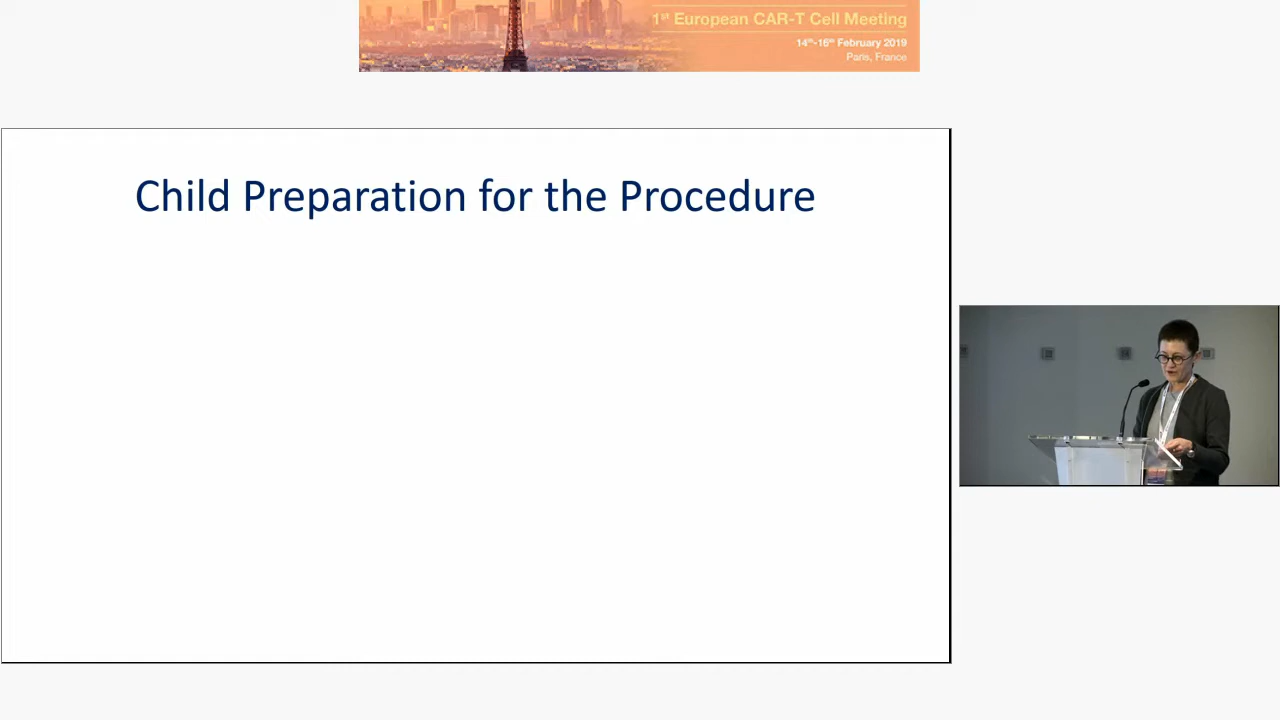 1st European CAR-T Cell Meeting
14th-16th February 2019
Paris, France
Child Preparation for the Procedure